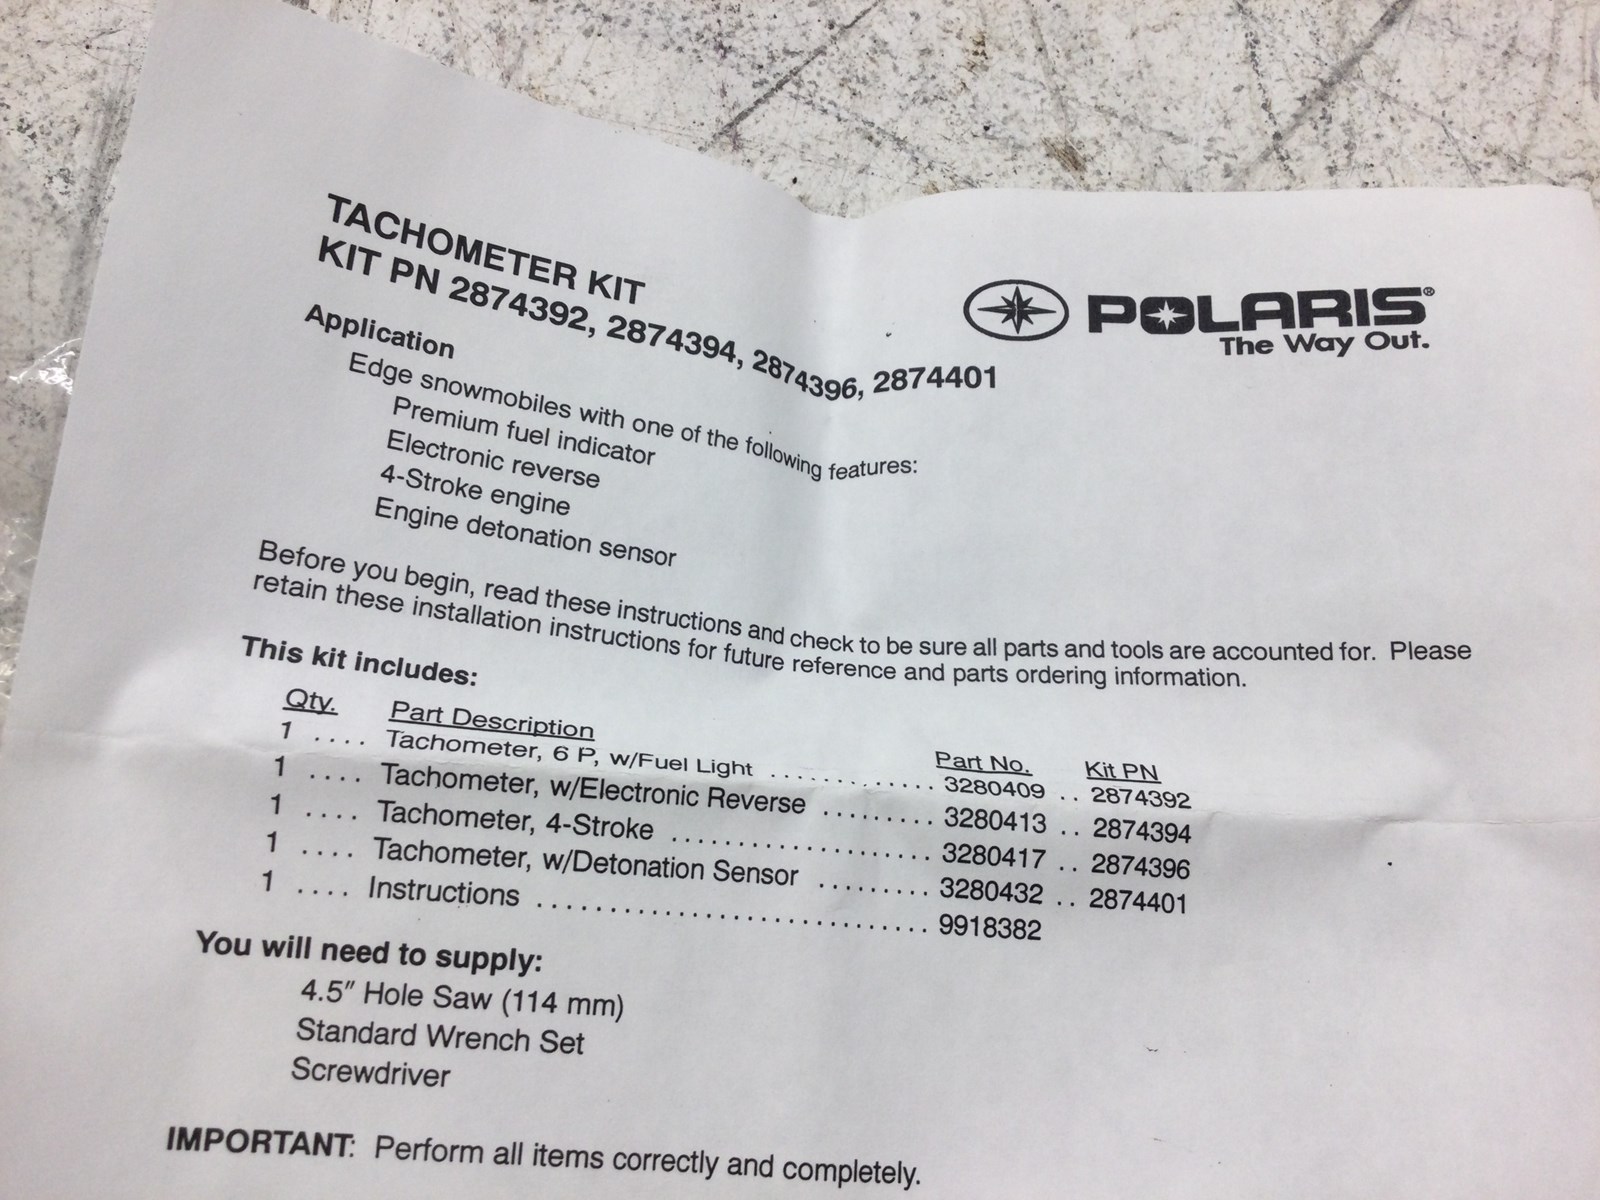 TACHOMETER KIT
KIT PN 2874392, 2874394, 2874396, 2874401
POLARIS®
The Way Out.
Application
Edge snowmobiles with one of the following features:
Premium fuel indicator
Electronic reverse
4-Stroke engine
Engine detonation sensor
Before you begin, read these instructions and check to be sure all parts and tools are accounted for. Please
retain these installation instructions for future reference and parts ordering information.
This kit includes:
Qty. Part Description Part No. Kit PN
1 .... Tachometer, 6 P, w/Fuel Light ............ 3280409 .. 2874392
1 .... Tachometer, w/Electronic Reverse ......... 3280413 .. 2874394
1 .... Tachometer, 4-Stroke ...................... 3280417 .. 2874396
1 .... Tachometer, w/Detonation Sensor ......... 3280432 .. 2874401
1 .... Instructions ................................. 9918382
You will need to supply:
4.5″ Hole Saw (114 mm)
Standard Wrench Set
Screwdriver
IMPORTANT: Perform all items correctly and completely.